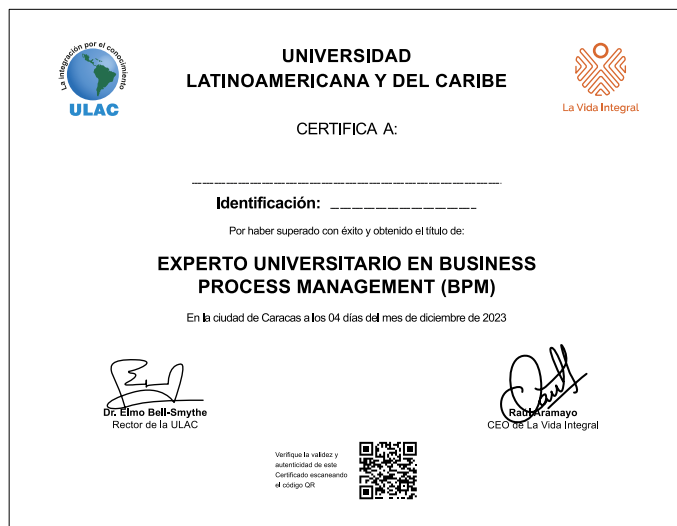 La integración por el conocimiento
ULAC
UNIVERSIDAD
LATINOAMERICANA Y DEL CARIBE
La Vida Integral
CERTIFICA A:
Identificación:
Por haber superado con éxito y obtenido el título de:
EXPERTO UNIVERSITARIO EN BUSINESS
PROCESS MANAGEMENT (BPM)
En la ciudad de Caracas a los 04 días del mes de diciembre de 2023
Dr. Elmo Bell-Smythe
Rector de la ULAC
Raúl Aramayo
CEO de La Vida Integral
Verifique la validez y
autenticidad de este
Certificado escaneando
el código QR